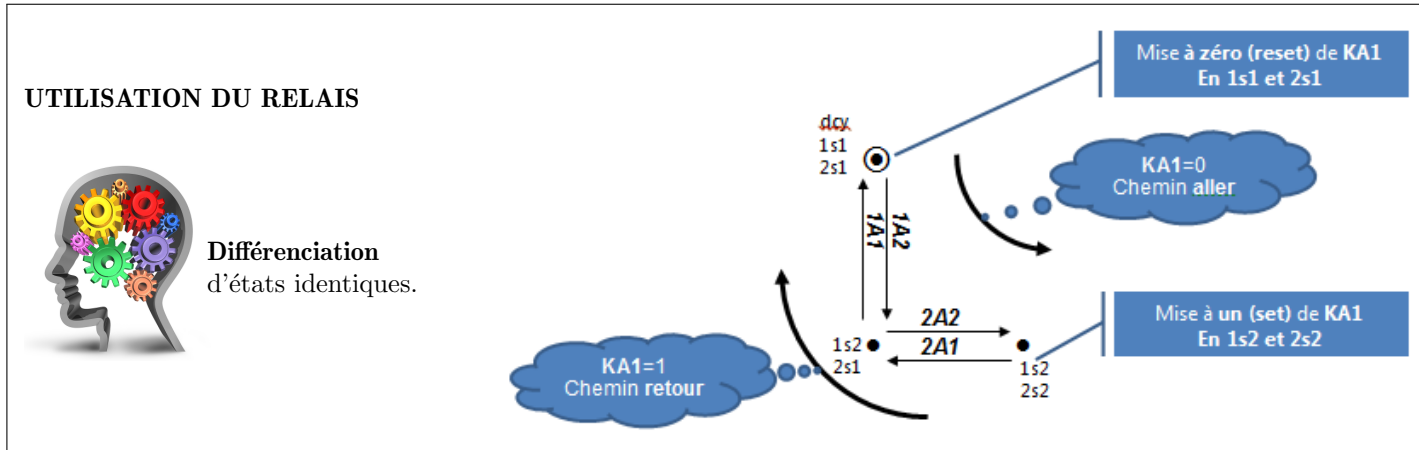 UTILISATION DU RELAIS
Différenciation
d'états identiques.
Mise à zéro (reset) de KA1
En 1s1 et 2s1
dcy
1s1
2s1
KA1=0
Chemin aller
1A1
1A2
2A2
2A1
1s2
2s1
1s2
2s2
Mise à un (set) de KA1
En 1s2 et 2s2
KA1=1
Chemin retour